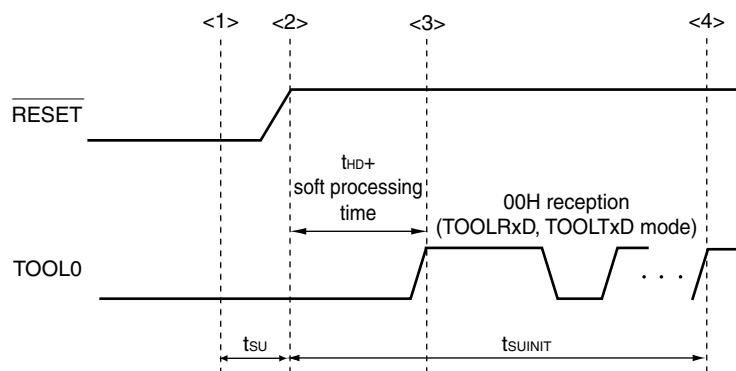 <1> <2> <3> <4>
RESET
tHD+
soft processing
time
00H reception
(TOOLRxD, TOOLTxD mode)
TOOL0
. . .
tSU
tSUINIT